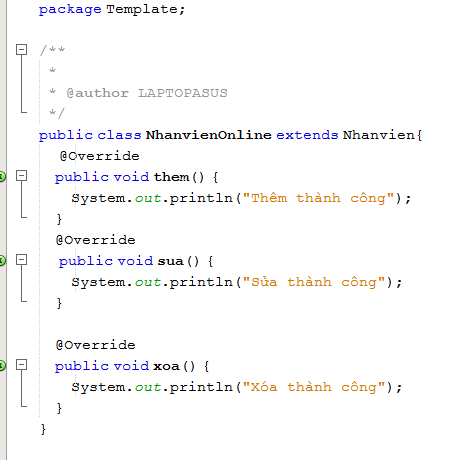 package Template;
/**
*
* @author LAPTOPASUS
*/
public class NhanvienOnline extends Nhanvien{
@Override
public void them() {
System.out.println("Thêm thành công");
}
@Override
public void sua() {
System.out.println("Sửa thành công");
}
@Override
public void xoa() {
System.out.println("Xóa thành công");
}
}